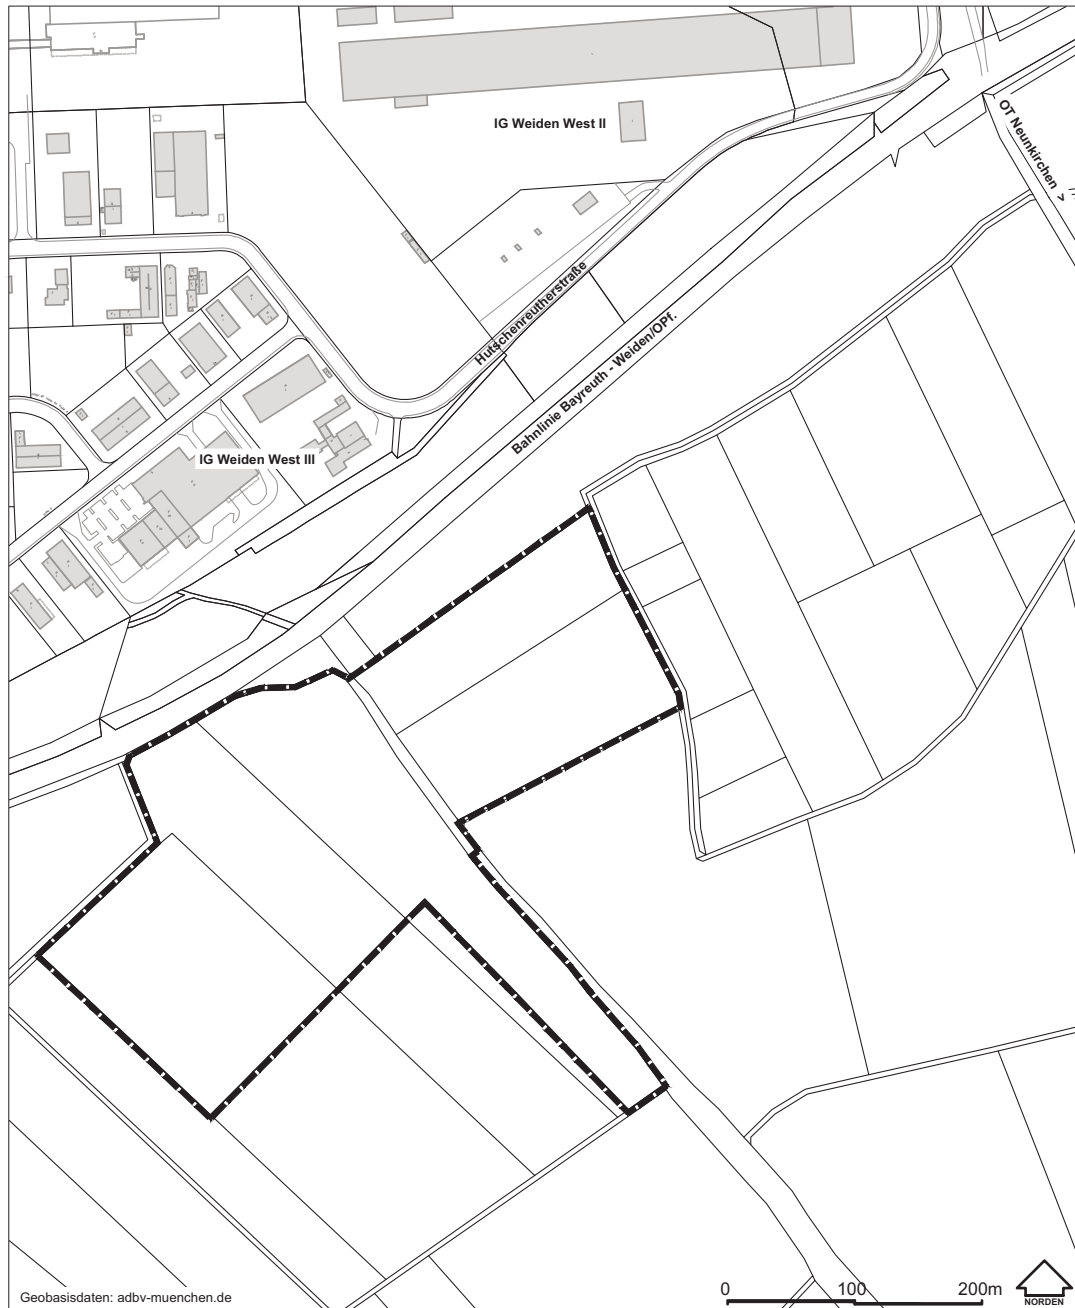 IG Weiden West II
OT Neunkirchen >
Hutschenreutherstraße
Bahnlinie Bayreuth - Weiden/OPf.
IG Weiden West III
Geobasisdaten: adbv-muenchen.de
0 100 200m
NORDEN